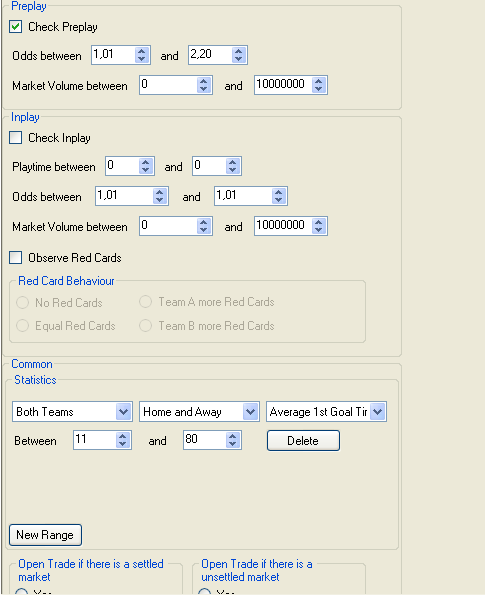 Preplay
Check Preplay
Odds between 1,01 and 2,20
Market Volume between 0 and 10000000
Inplay
Check Inplay
Playtime between 0 and 0
Odds between 1,01 and 1,01
Market Volume between 0 and 10000000
Observe Red Cards
Red Card Behaviour
No Red Cards Team A more Red Cards
Equal Red Cards Team B more Red Cards
Common
Statistics
Both Teams Home and Away Average 1st Goal Tir
Between 11 and 80 Delete
New Range
Open Trade if there is a settled Open Trade if there is a
market unsettled market